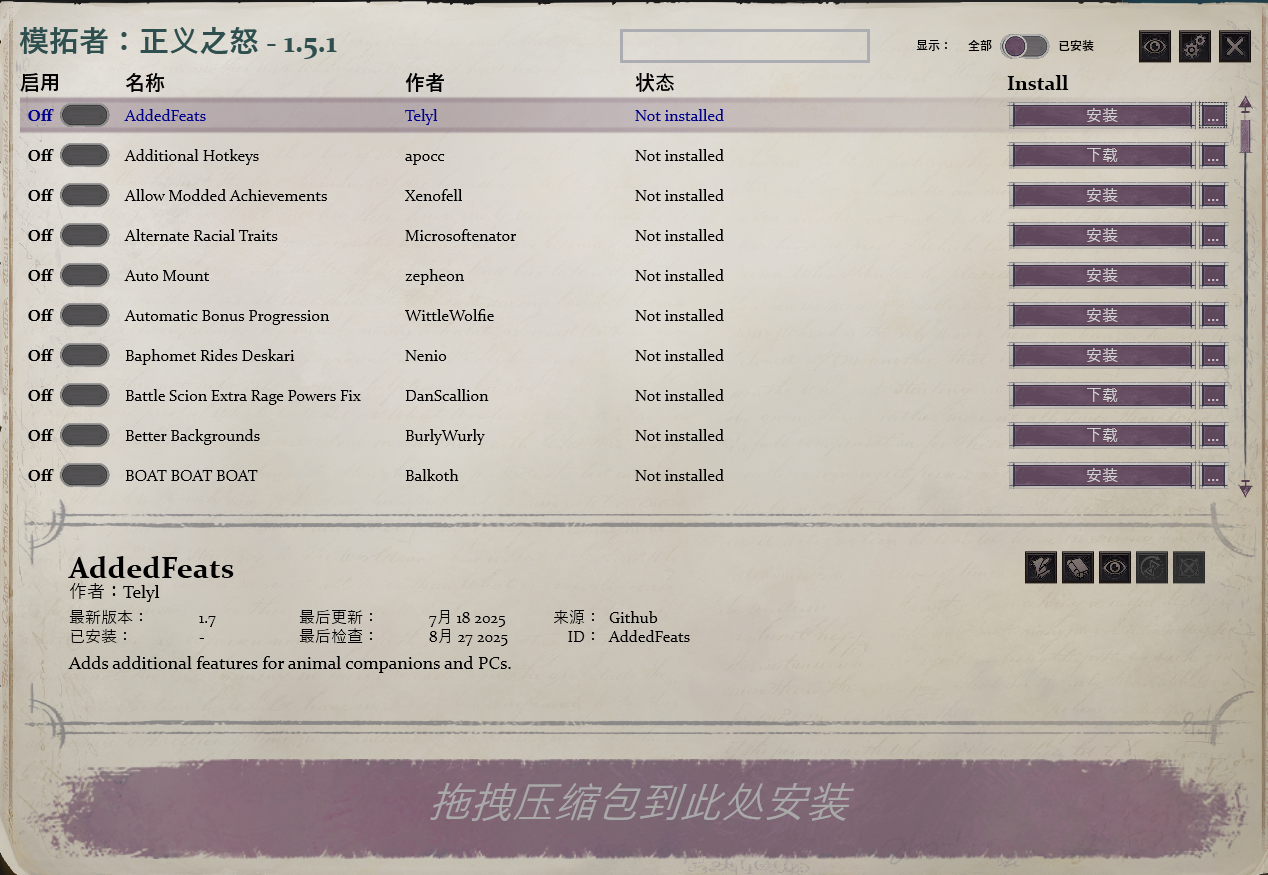 模拓者：正义之怒 - 1.5.1
显示： 全部 已安装
启用 名称 作者 状态 Install
Off AddedFeats Telyl Not installed 安装 ...
Off Additional Hotkeys apocc Not installed 下载 ...
Off Allow Modded Achievements Xenofell Not installed 安装 ...
Off Alternate Racial Traits Microsoftenator Not installed 安装 ...
Off Auto Mount zepheon Not installed 安装 ...
Off Automatic Bonus Progression WittleWolfie Not installed 安装 ...
Off Baphomet Rides Deskari Nenio Not installed 安装 ...
Off Battle Scion Extra Rage Powers Fix DanScallion Not installed 下载 ...
Off Better Backgrounds BurlyWurly Not installed 下载 ...
Off BOAT BOAT BOAT Balkoth Not installed 安装 ...
AddedFeats
作者：Telyl
最新版本： 1.7 最后更新： 7月 18 2025 来源： Github
已安装： - 最后检查： 8月 27 2025 ID： AddedFeats
Adds additional features for animal companions and PCs.
拖拽压缩包到此处安装